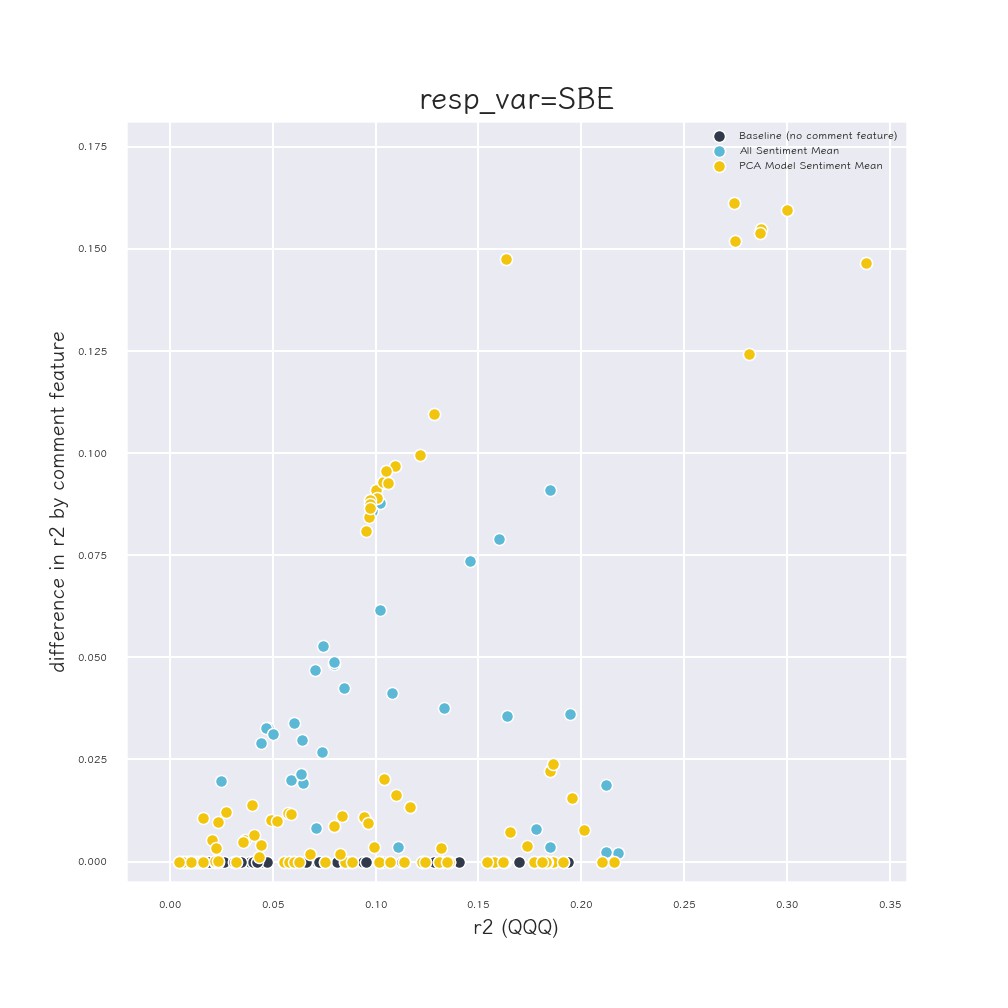 resp_var=SBE
Baseline (no comment feature)
All Sentiment Mean
PCA Model Sentiment Mean
difference in r2 by comment feature
0.175
0.150
0.125
0.100
0.075
0.050
0.025
0.000
0.00 0.05 0.10 0.15 0.20 0.25 0.30 0.35
r2 (QQQ)